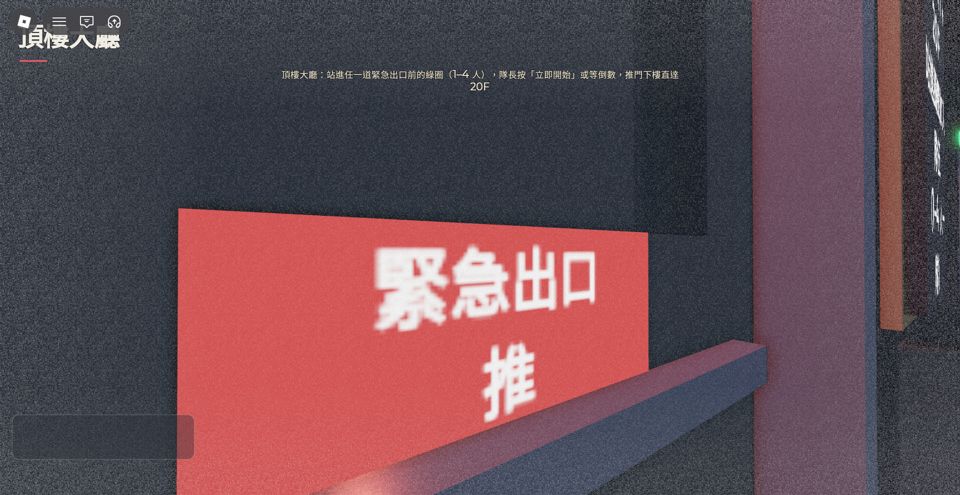 頂樓大廳
頂樓大廳：站進任一道緊急出口前的綠圈（1–4 人），隊長按「立即開始」或等倒數，推門下樓直達
20F
緊急出口
推